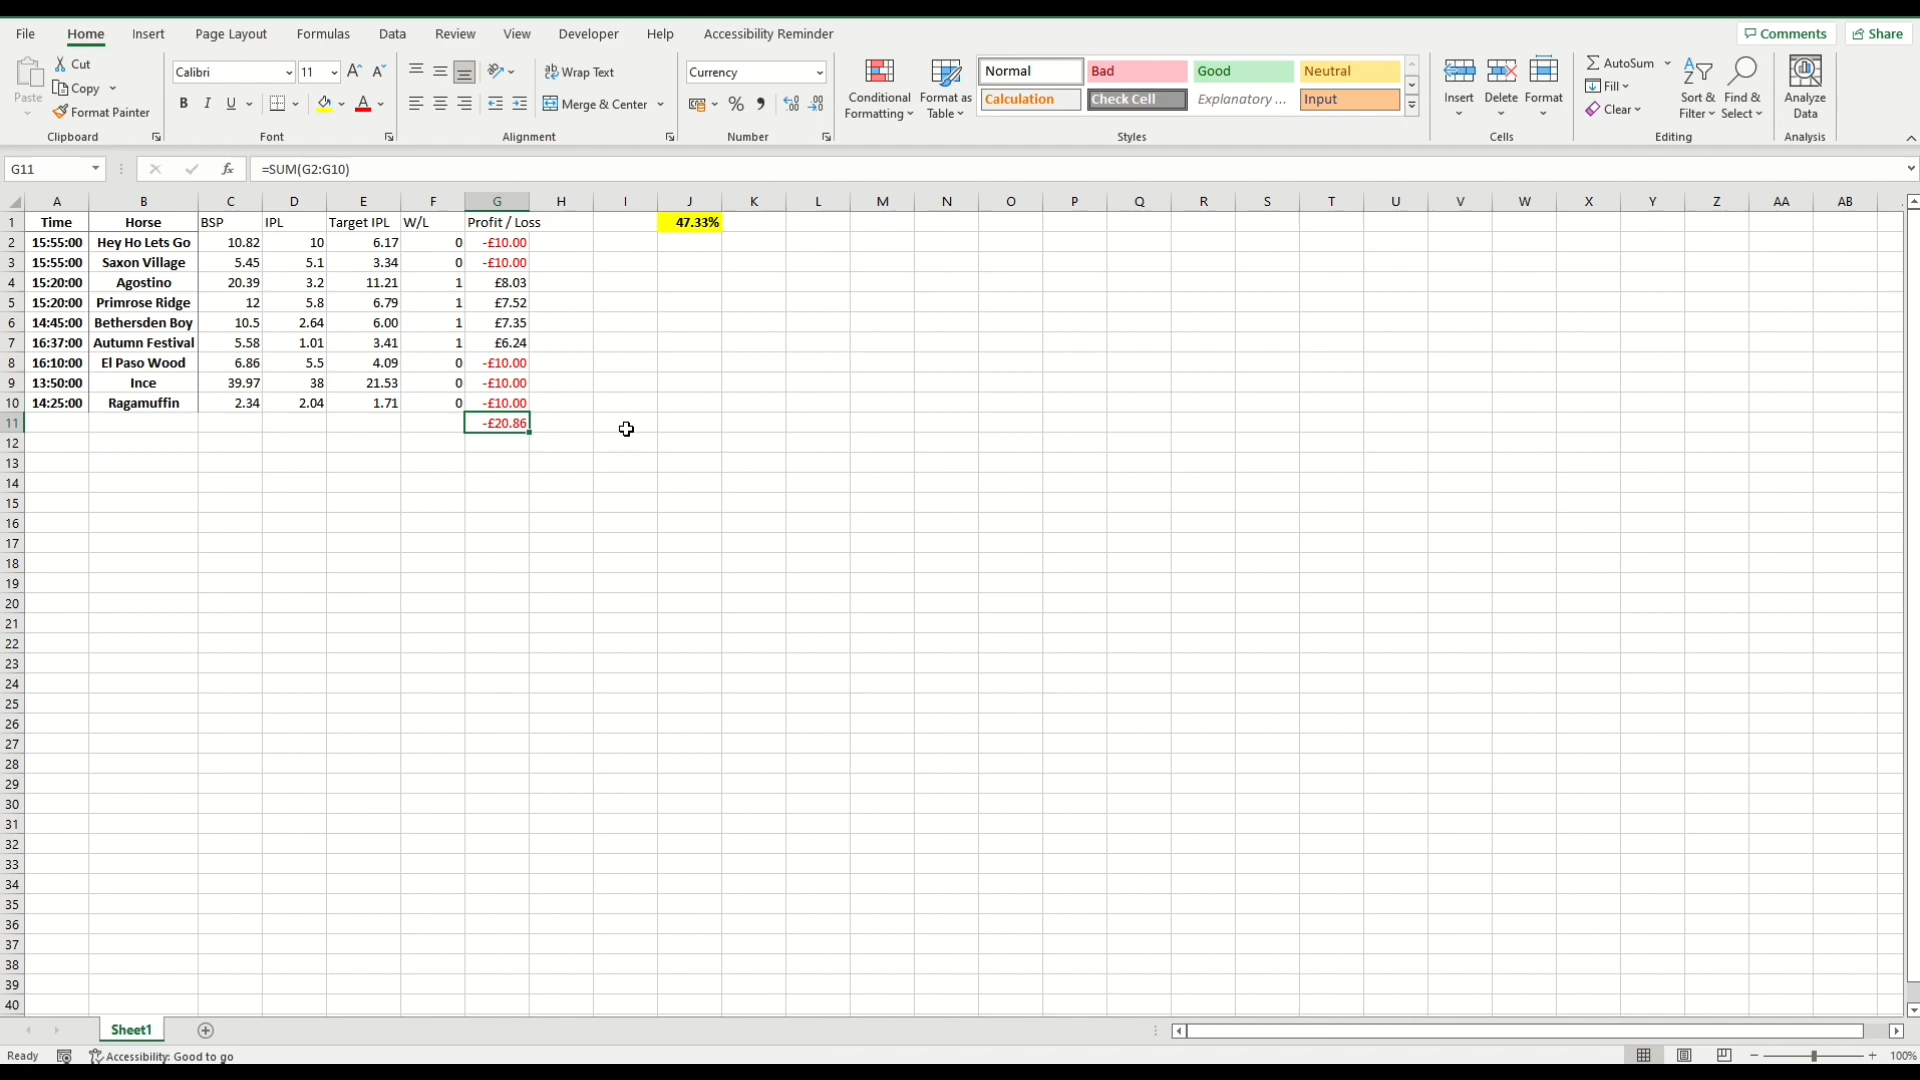 File Home Insert Page Layout Formulas Data Review View Developer Help Accessibility Reminder Comments Share
Paste Cut Copy Format Painter
Calibri 11 A^ A˅ B I U A
Wrap Text Merge & Center
Currency % ,
Conditional Formatting Format as Table
Normal Bad Good Neutral
Calculation Check Cell Explanatory ... Input
Insert Delete Format
AutoSum Fill Clear
Sort & Filter Find & Select
Analyze Data
Clipboard Font Alignment Number Styles Cells Editing Analysis
G11 fx =SUM(G2:G10)
A B C D E F G H I J K L M N O P Q R S T U V W X Y Z AA AB
1 Time Horse BSP IPL Target IPL W/L Profit / Loss 47.33%
2 15:55:00 Hey Ho Lets Go 10.82 10 6.17 0 -£10.00
3 15:55:00 Saxon Village 5.45 5.1 3.34 0 -£10.00
4 15:20:00 Agostino 20.39 3.2 11.21 1 £8.03
5 15:20:00 Primrose Ridge 12 5.8 6.79 1 £7.52
6 14:45:00 Bethersden Boy 10.5 2.64 6.00 1 £7.35
7 16:37:00 Autumn Festival 5.58 1.01 3.41 1 £6.24
8 16:10:00 El Paso Wood 6.86 5.5 4.09 0 -£10.00
9 13:50:00 Ince 39.97 38 21.53 0 -£10.00
10 14:25:00 Ragamuffin 2.34 2.04 1.71 0 -£10.00
11 -£20.86
12
13
14
15
16
17
18
19
20
21
22
23
24
25
26
27
28
29
30
31
32
33
34
35
36
37
38
39
40
Sheet1
Ready Accessibility: Good to go 100%